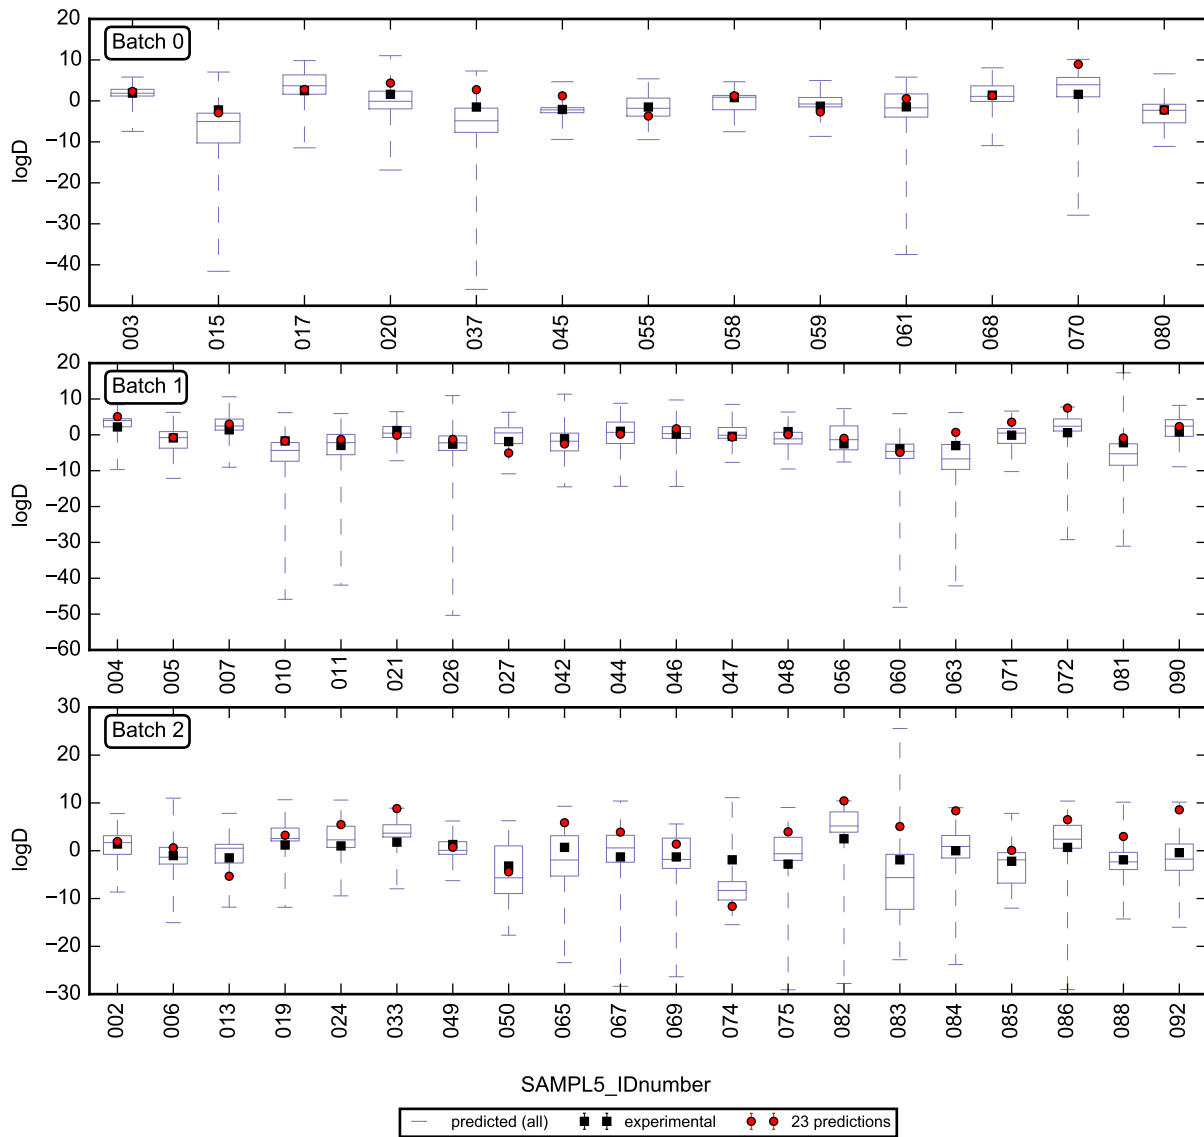 20
Batch 0
10
0
−10
logD
−20
−30
−40
−50
003 015 017 020 037 045 055 058 059 061 068 070 080
20
Batch 1
10
0
−10
logD
−20
−30
−40
−50
−60
004 005 007 010 011 021 026 027 042 044 046 047 048 056 060 063 071 072 081 090
30
Batch 2
20
10
logD
0
−10
−20
−30
002 006 013 019 024 033 049 050 065 067 069 074 075 082 083 084 085 086 088 092
SAMPL5_IDnumber
predicted (all) experimental 23 predictions